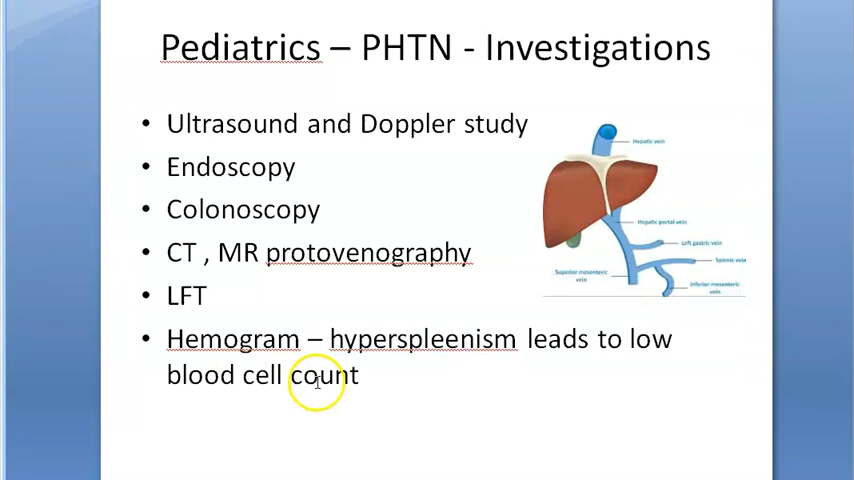 Pediatrics – PHTN - Investigations
• Ultrasound and Doppler study
• Endoscopy
• Colonoscopy
• CT , MR protovenography
• LFT
• Hemogram – hyperspleenism leads to low
blood cell count
Hepatic vein
Hepatic portal vein
Left gastric vein
Splenic vein
Superior mesenteric
vein
Inferior mesenteric
vein